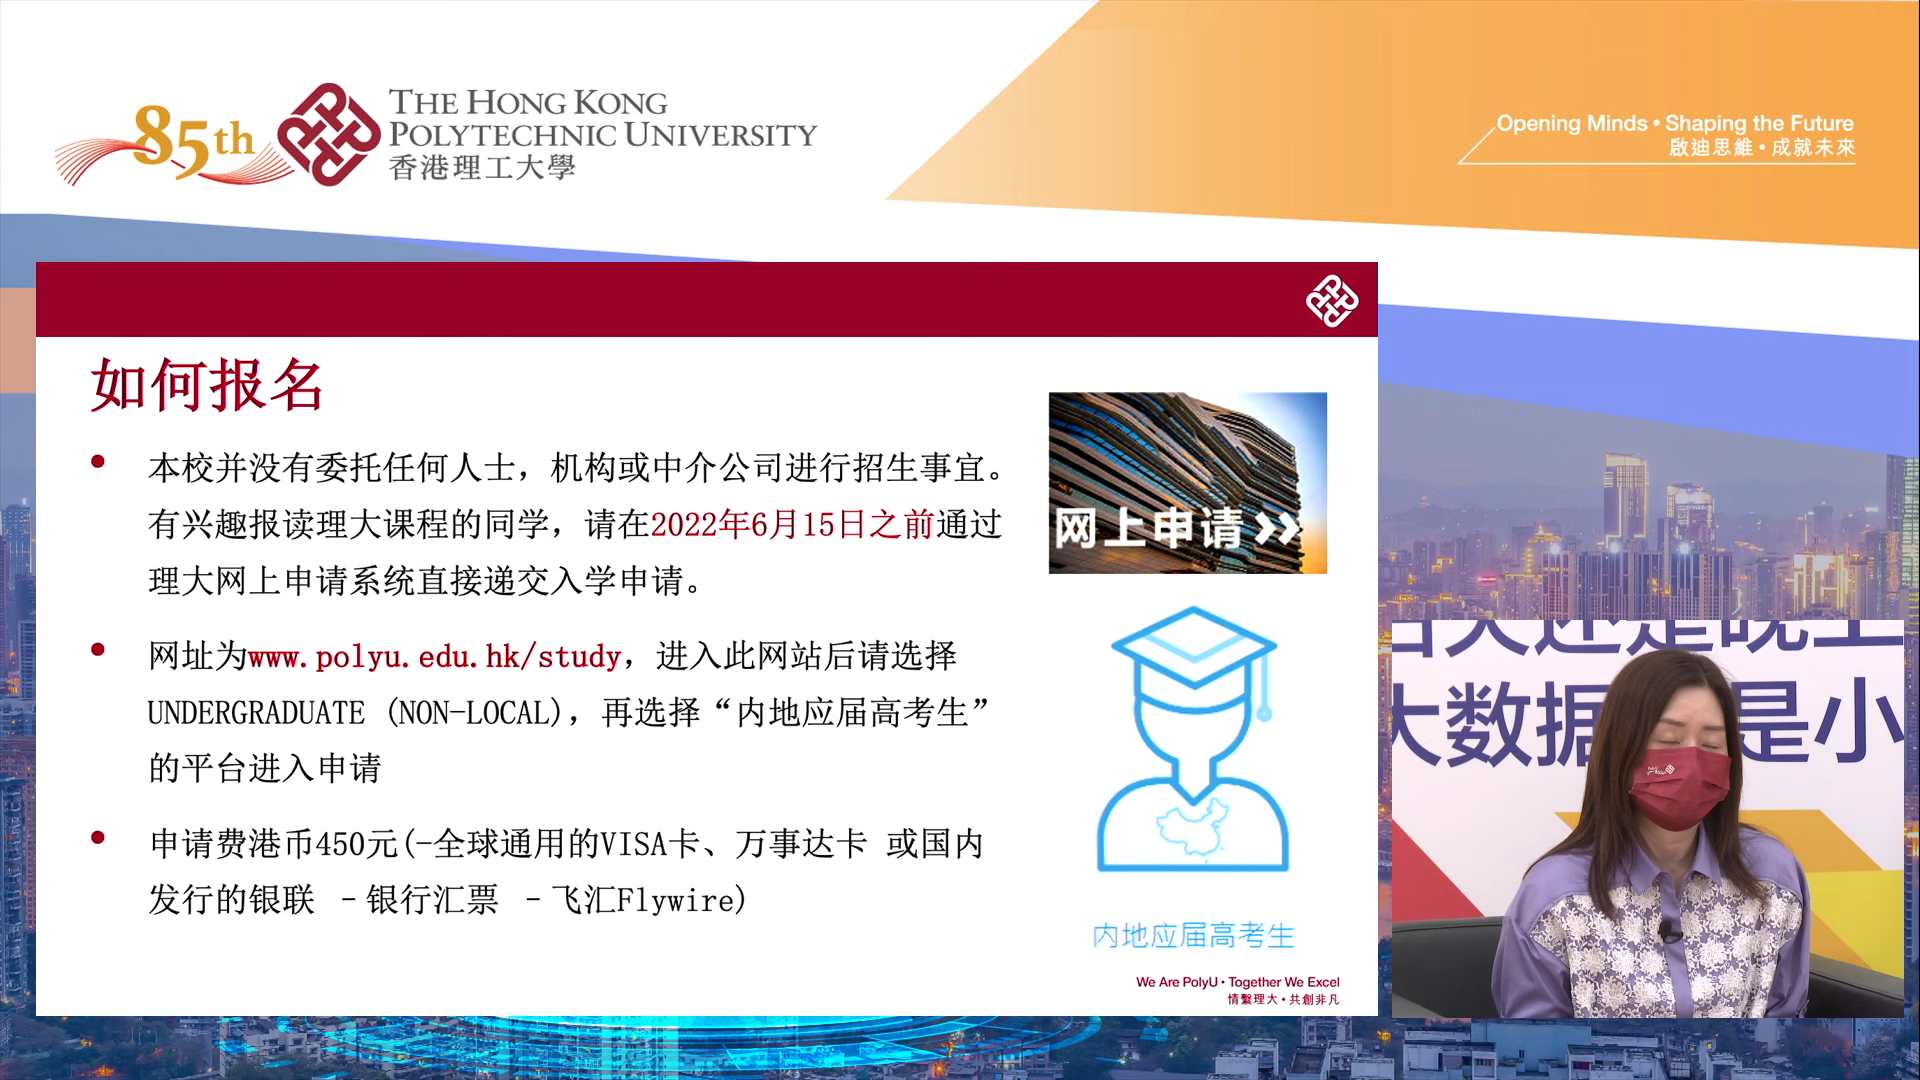 85th
THE HONG KONG
POLYTECHNIC UNIVERSITY
香港理工大學
Opening Minds • Shaping the Future
啟迪思維 • 成就未來
如何报名
• 本校并没有委托任何人士，机构或中介公司进行招生事宜。
有兴趣报读理大课程的同学，请在2022年6月15日之前通过
理大网上申请系统直接递交入学申请。
• 网址为www.polyu.edu.hk/study，进入此网站后请选择
UNDERGRADUATE (NON-LOCAL)，再选择“内地应届高考生”
的平台进入申请
• 申请费港币450元(-全球通用的VISA卡、万事达卡 或国内
发行的银联 -银行汇票 -飞汇Flywire)
网上申请
内地应届高考生
We Are PolyU • Together We Excel
情繫理大 • 共創非凡
天还是晚上
大数据
是小